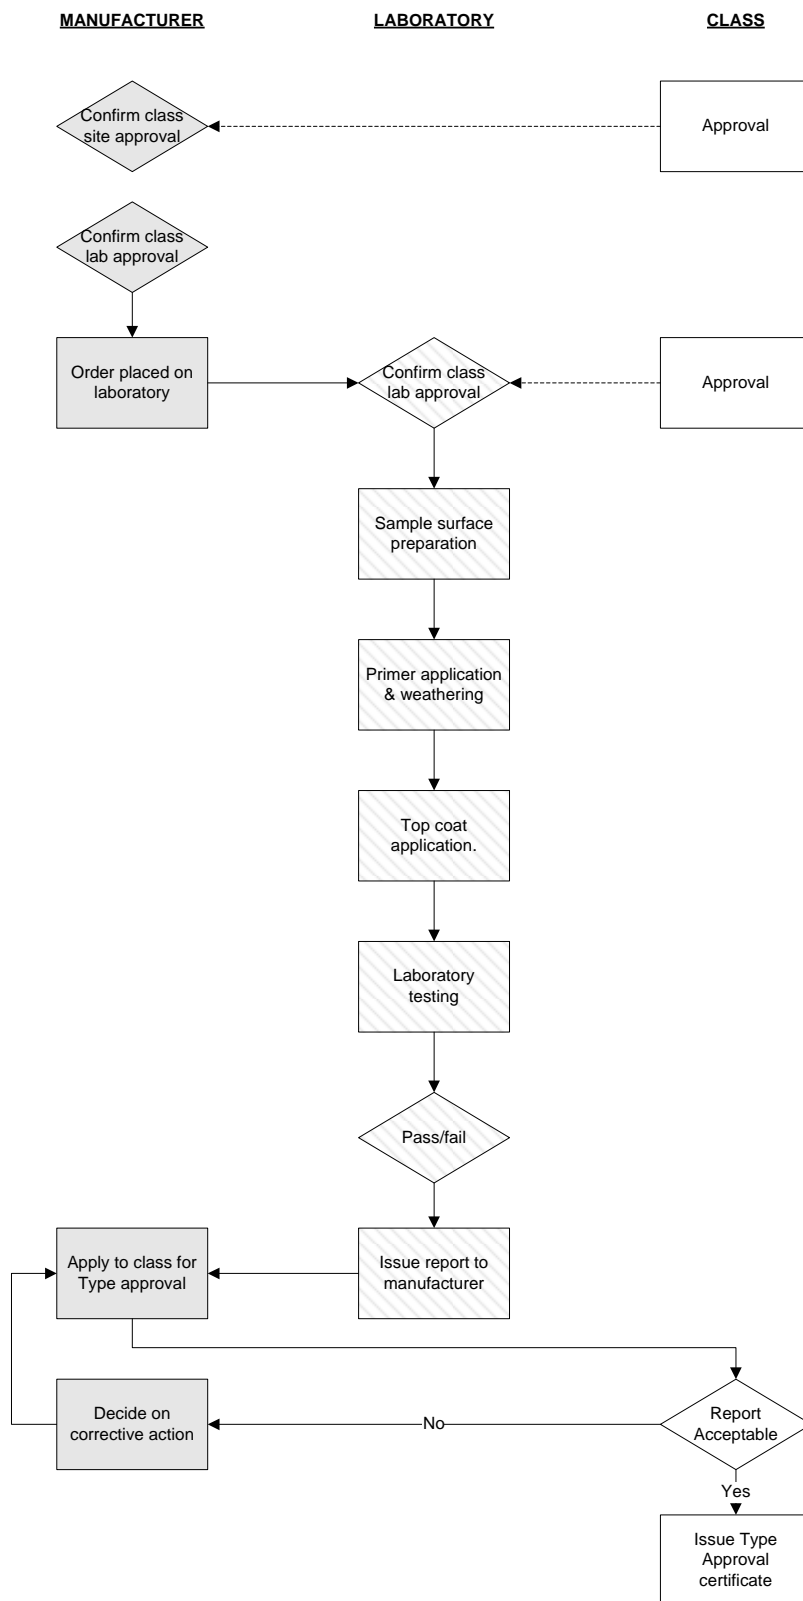 MANUFACTURER
LABORATORY
CLASS
Confirm class
site approval
Approval
Confirm class
lab approval
Order placed on
laboratory
Confirm class
lab approval
Approval
Sample surface
preparation
Primer application
& weathering
Top coat
application.
Laboratory
testing
Pass/fail
Apply to class for
Type approval
Issue report to
manufacturer
Decide on
corrective action
No
Report
Acceptable
Yes
Issue Type
Approval
certificate